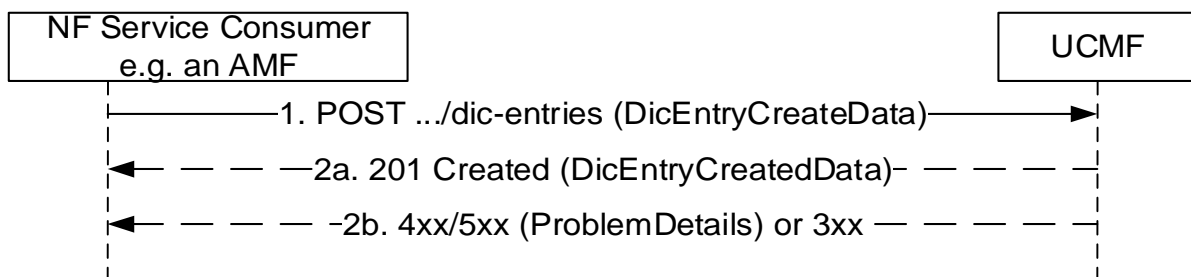 NF Service Consumer
e.g. an AMF
UCMF
1. POST .../dic-entries (DicEntryCreateData)
2a. 201 Created (DicEntryCreatedData)
2b. 4xx/5xx (ProblemDetails) or 3xx